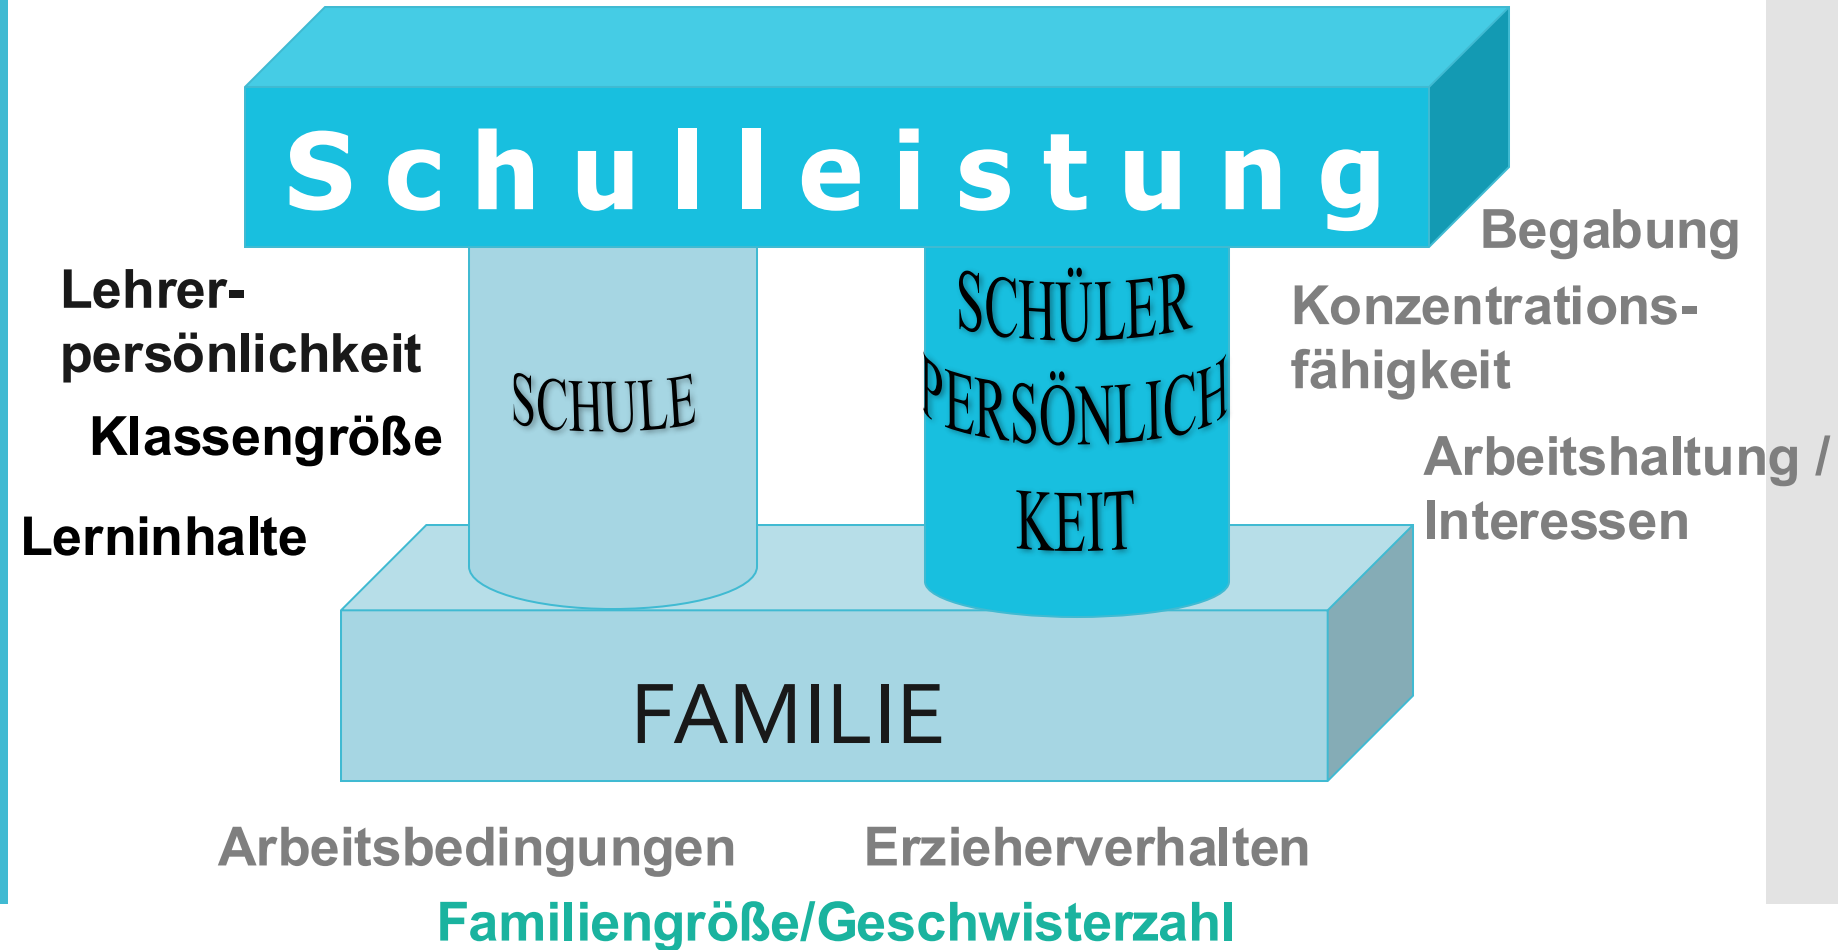 Schulleistung
Lehrer-
persönlichkeit
Klassengröße
Lerninhalte
SCHULE
SCHÜLER
PERSÖNLICH
KEIT
Begabung
Konzentrations-
fähigkeit
Arbeitshaltung /
Interessen
FAMILIE
Arbeitsbedingungen
Erzieherverhalten
Familiengröße/Geschwisterzahl